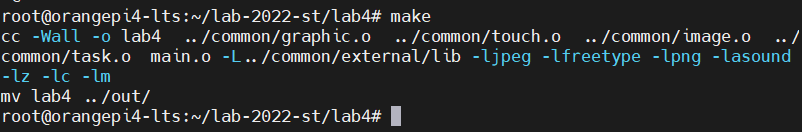 root@orangepi4-lts:~/lab-2022-st/lab4# make
cc -Wall -o lab4  ../common/graphic.o  ../common/touch.o  ../common/image.o  ../
common/task.o  main.o -L../common/external/lib -ljpeg -lfreetype -lpng -lasound
-lz -lc -lm
mv lab4 ../out/
root@orangepi4-lts:~/lab-2022-st/lab4#